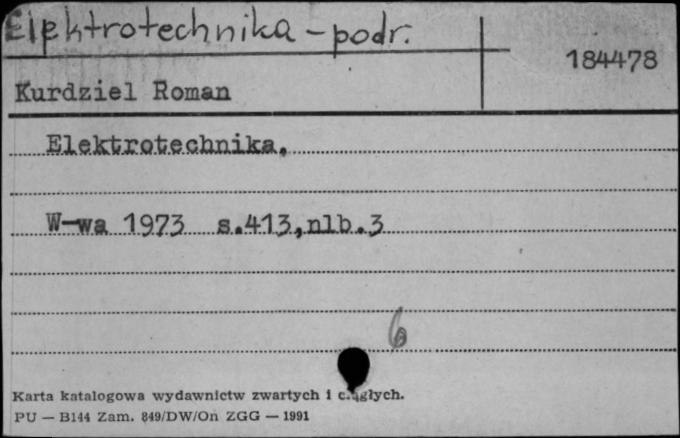 Elektrotechnika - podr.
184478
Kurdziel Roman
Elektrotechnika.
W-wa 1973 s.413,nlb.3
6
Karta katalogowa wydawnictw zwartych i ciągłych.
PU — B144 Zam. 849/DW/On ZGG — 1991